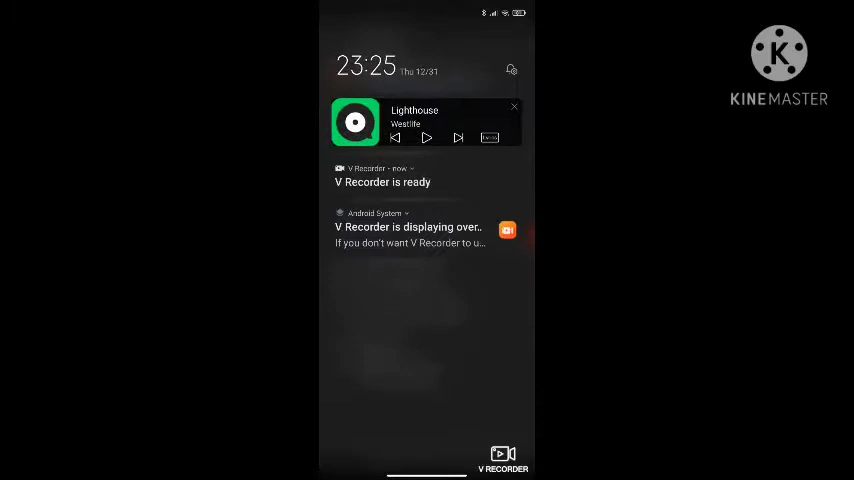 23:25 Thu 12/31
Lighthouse
Westlife
V Recorder • now
V Recorder is ready
Android System
V Recorder is displaying over..
If you don't want V Recorder to u...
V RECORDER
K
KINEMASTER